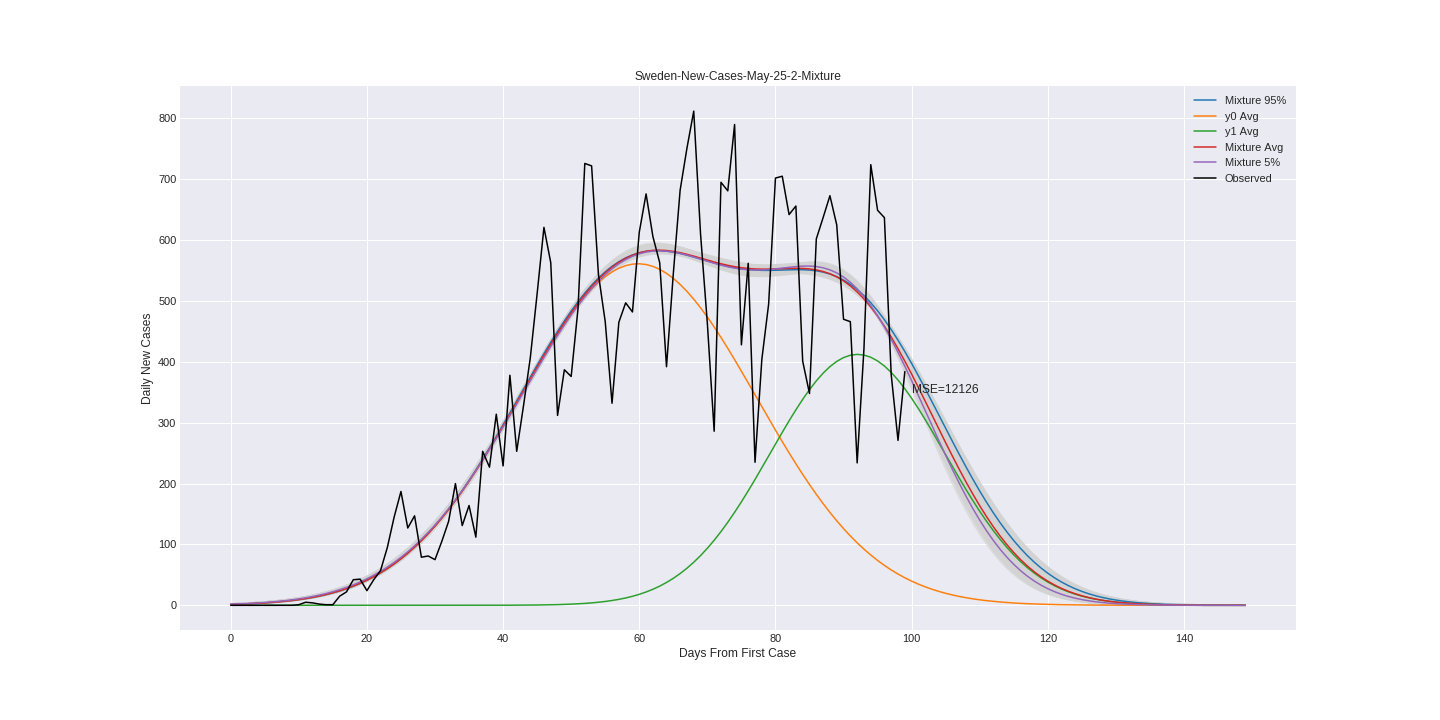 Sweden-New-Cases-May-25-2-Mixture
Mixture 95%
y0 Avg
y1 Avg
Mixture Avg
Mixture 5%
Observed
800
700
600
500
400
300
200
100
0
Daily New Cases
MSE=12126
0 20 40 60 80 100 120 140
Days From First Case